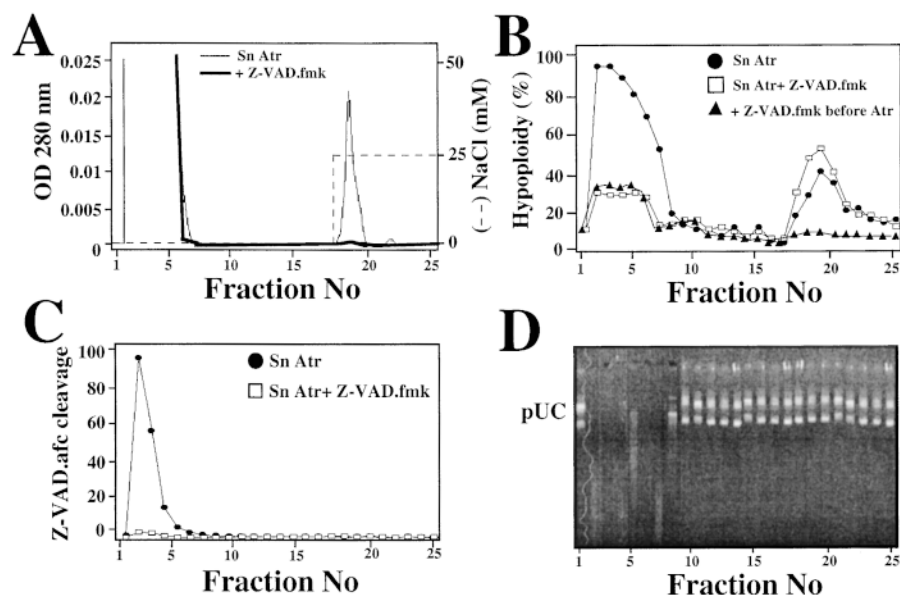 A
Sn Atr
+ Z-VAD.fmk
OD 280 nm
0.025
0.02
0.015
0.01
0.005
0
50
25
0
(--) NaCl (mM)
1 5 10 15 20 25
Fraction No
B
Sn Atr
Sn Atr+ Z-VAD.fmk
+ Z-VAD.fmk before Atr
Hypoploidy (%)
100
80
60
40
20
0
1 5 10 15 20 25
Fraction No
C
Sn Atr
Sn Atr+ Z-VAD.fmk
Z-VAD.afc cleavage
100
80
60
40
20
0
1 5 10 15 20 25
Fraction No
D
pUC
1 5 10 15 20 25
Fraction No